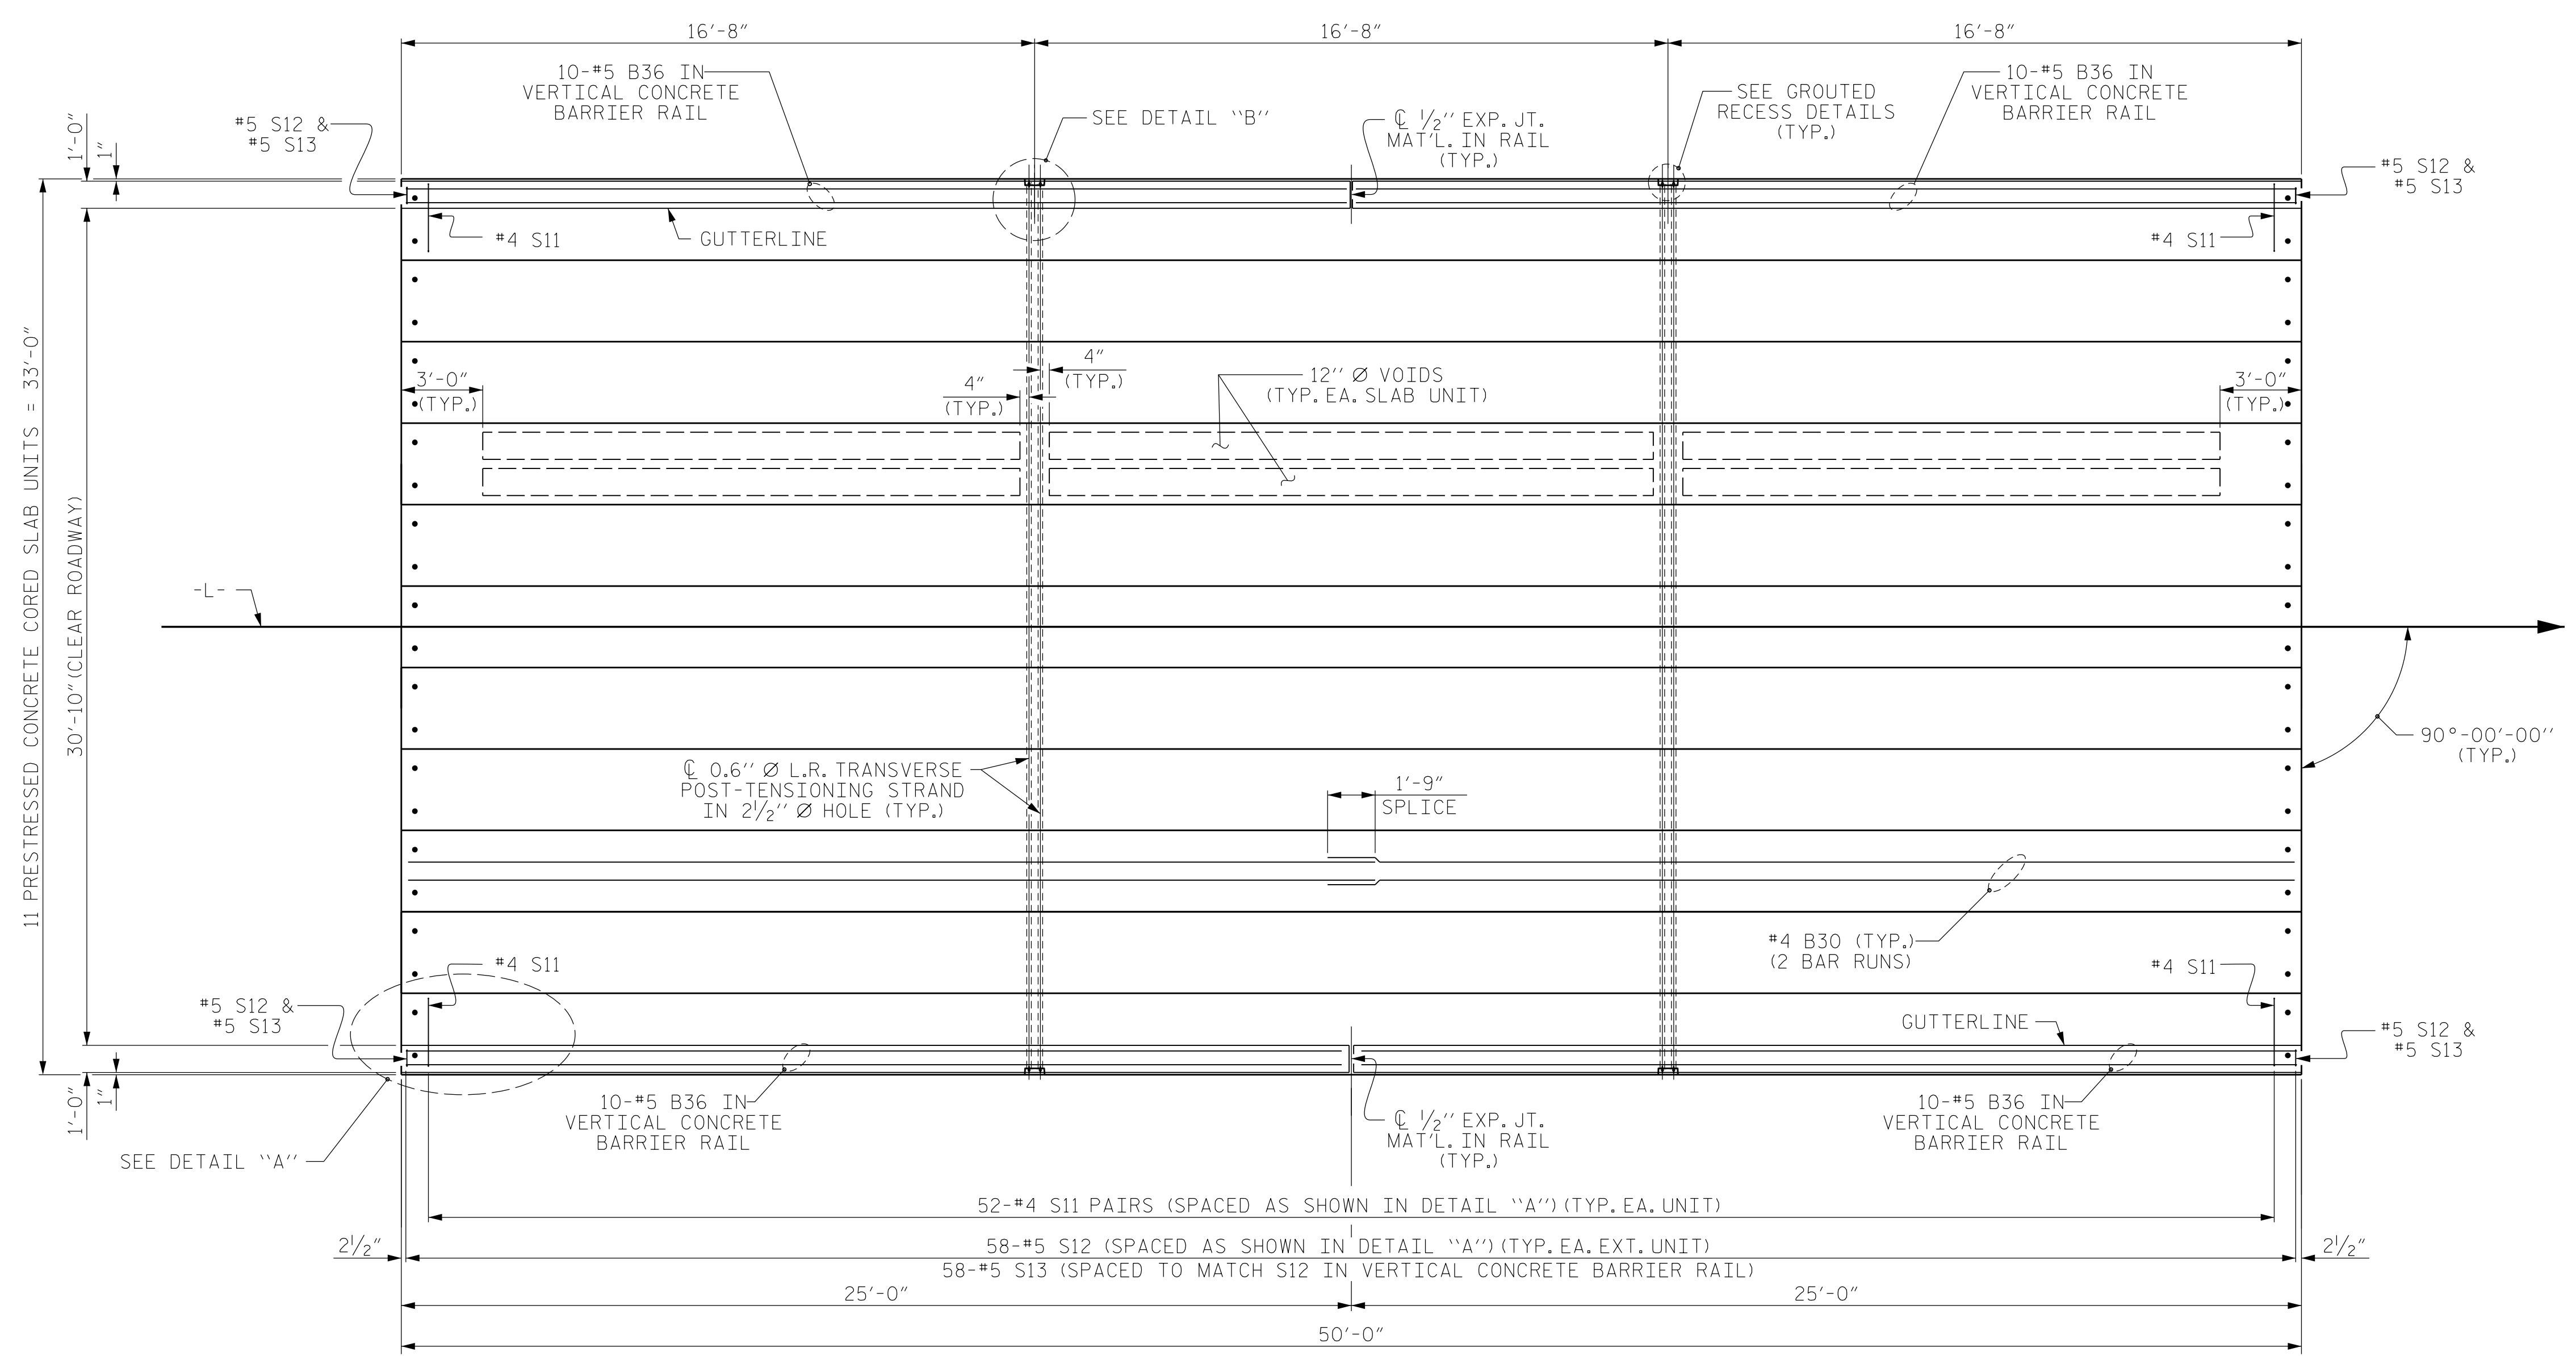 16'-8"
16'-8"
16'-8"
10-#5 B36 IN
VERTICAL CONCRETE
BARRIER RAIL
SEE DETAIL ‘‘B’’
℄ 1/2" EXP. JT.
MAT'L. IN RAIL
(TYP.)
SEE GROUTED
RECESS DETAILS
(TYP.)
10-#5 B36 IN
VERTICAL CONCRETE
BARRIER RAIL
1'-0"
1"
#5 S12 &
#5 S13
#5 S12 &
#5 S13
#4 S11
GUTTERLINE
#4 S11
11 PRESTRESSED CONCRETE CORED SLAB UNITS = 33'-0"
30'-10" (CLEAR ROADWAY)
3'-0"
(TYP.)
4"
(TYP.)
4"
(TYP.)
12" Ø VOIDS
(TYP. EA. SLAB UNIT)
3'-0"
(TYP.)
-L-
90°-00'-00"
(TYP.)
℄ 0.6" Ø L.R. TRANSVERSE
POST-TENSIONING STRAND
IN 2 1/2" Ø HOLE (TYP.)
1'-9"
SPLICE
#4 B30 (TYP.)
(2 BAR RUNS)
#4 S11
#4 S11
#5 S12 &
#5 S13
GUTTERLINE
#5 S12 &
#5 S13
1'-0"
1"
10-#5 B36 IN
VERTICAL CONCRETE
BARRIER RAIL
℄ 1/2" EXP. JT.
MAT'L. IN RAIL
(TYP.)
10-#5 B36 IN
VERTICAL CONCRETE
BARRIER RAIL
SEE DETAIL ‘‘A’’
52-#4 S11 PAIRS (SPACED AS SHOWN IN DETAIL ‘‘A’’) (TYP. EA. UNIT)
2 1/2"
58-#5 S12 (SPACED AS SHOWN IN DETAIL ‘‘A’’) (TYP. EA. EXT. UNIT)
2 1/2"
58-#5 S13 (SPACED TO MATCH S12 IN VERTICAL CONCRETE BARRIER RAIL)
25'-0"
25'-0"
50'-0"